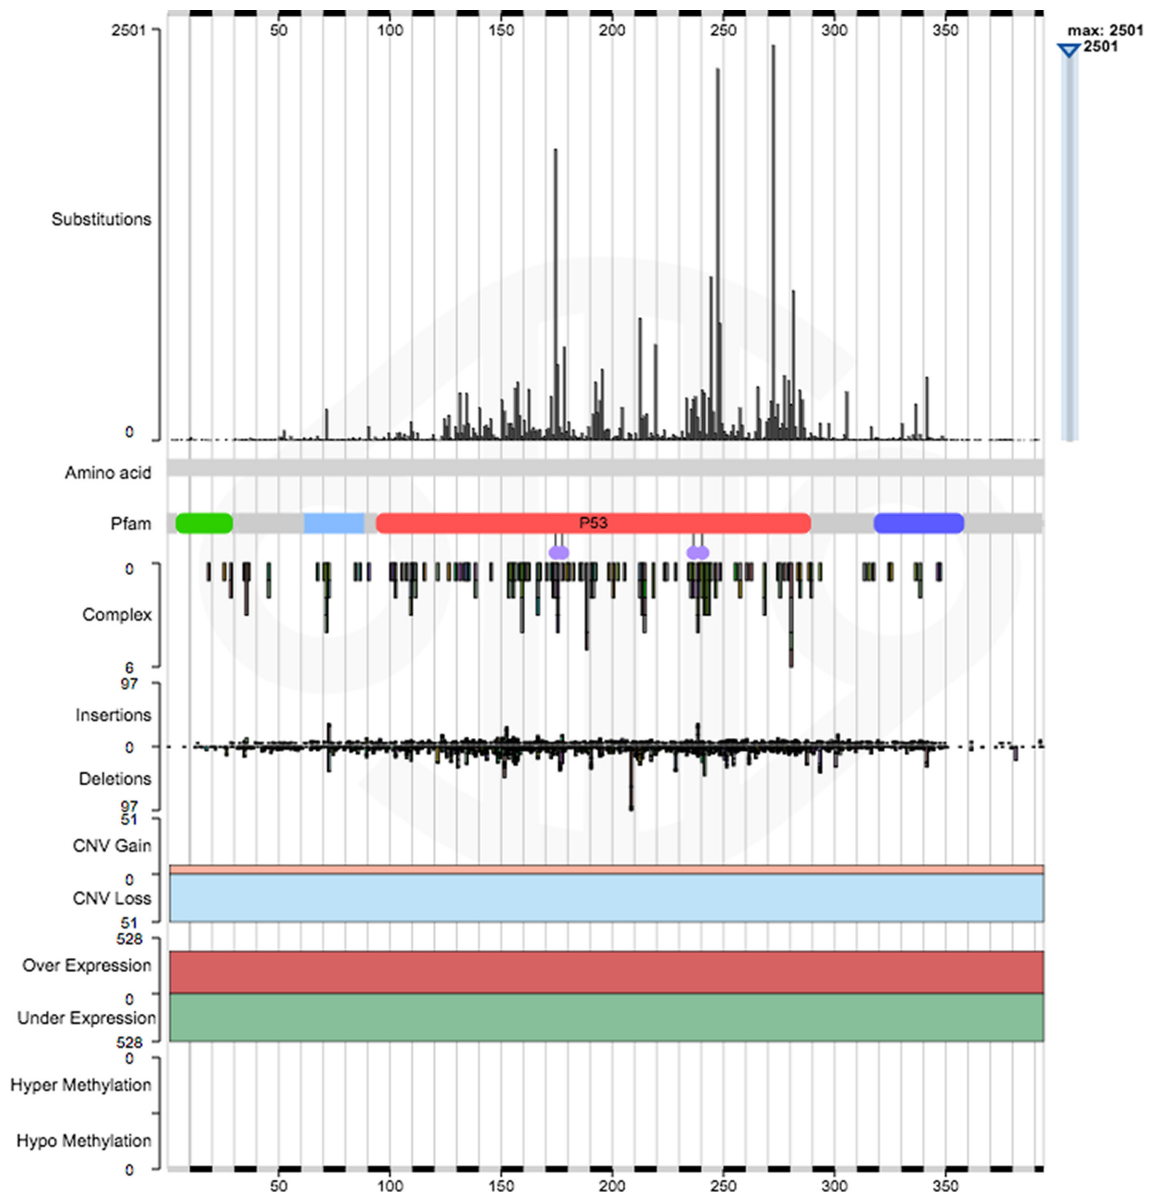 50 100 150 200 250 300 350
2501
max: 2501
2501
Substitutions
0
Amino acid
Pfam
P53
0
Complex
6
97
Insertions
0
Deletions
97
51
CNV Gain
0
CNV Loss
51
528
Over Expression
0
Under Expression
528
0
Hyper Methylation
Hypo Methylation
0
50 100 150 200 250 300 350